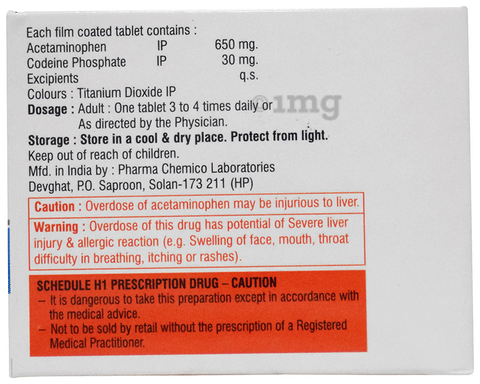 Each film coated tablet contains :
Acetaminophen IP 650 mg.
Codeine Phosphate IP 30 mg.
Excipients q.s.
Colours : Titanium Dioxide IP
Dosage : Adult : One tablet 3 to 4 times daily or
As directed by the Physician.
1mg
Storage : Store in a cool & dry place. Protect from light.
Keep out of reach of children.
Mfd. in India by : Pharma Chemico Laboratories
Devghat, P.O. Saproon, Solan-173 211 (HP)
Caution : Overdose of acetaminophen may be injurious to liver.
Warning : Overdose of this drug has potential of Severe liver
injury & allergic reaction (e.g. Swelling of face, mouth, throat
difficulty in breathing, itching or rashes).
SCHEDULE H1 PRESCRIPTION DRUG – CAUTION
– It is dangerous to take this preparation except in accordance with
the medical advice.
– Not to be sold by retail without the prescription of a Registered
Medical Practitioner.